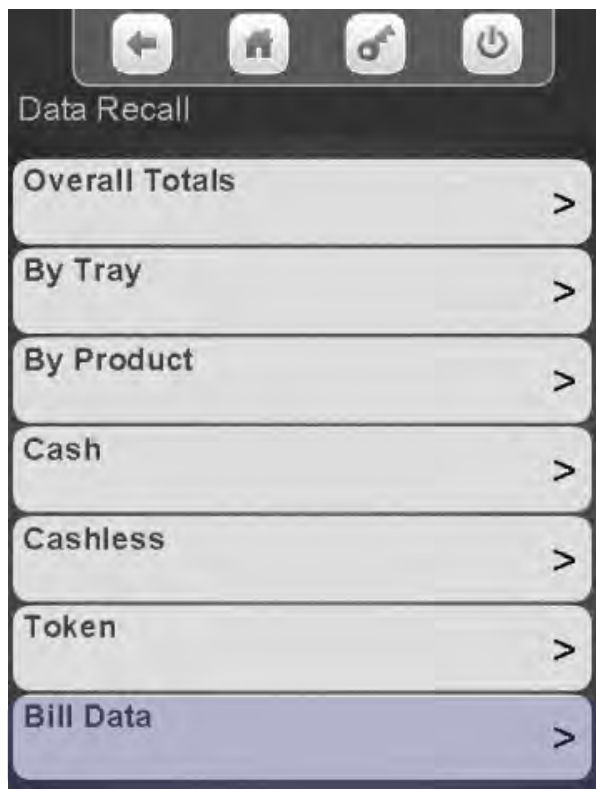 Data Recall
Overall Totals
>
By Tray
>
By Product
>
Cash
>
Cashless
>
Token
>
Bill Data
>